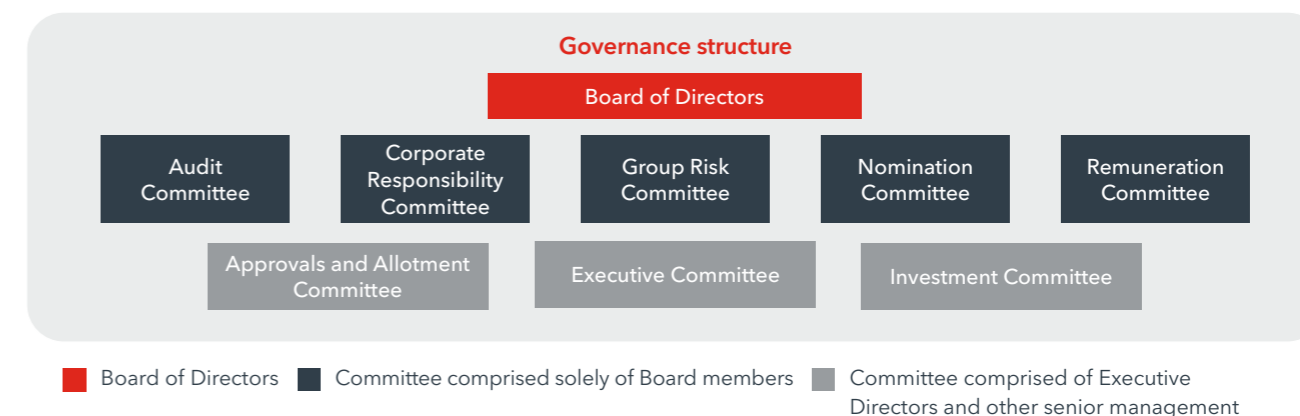 Governance structure
Board of Directors
Audit
Committee
Corporate
Responsibility
Committee
Group Risk
Committee
Nomination
Committee
Remuneration
Committee
Approvals and Allotment
Committee
Executive Committee
Investment Committee
Board of Directors
Committee comprised solely of Board members
Committee comprised of Executive
Directors and other senior management